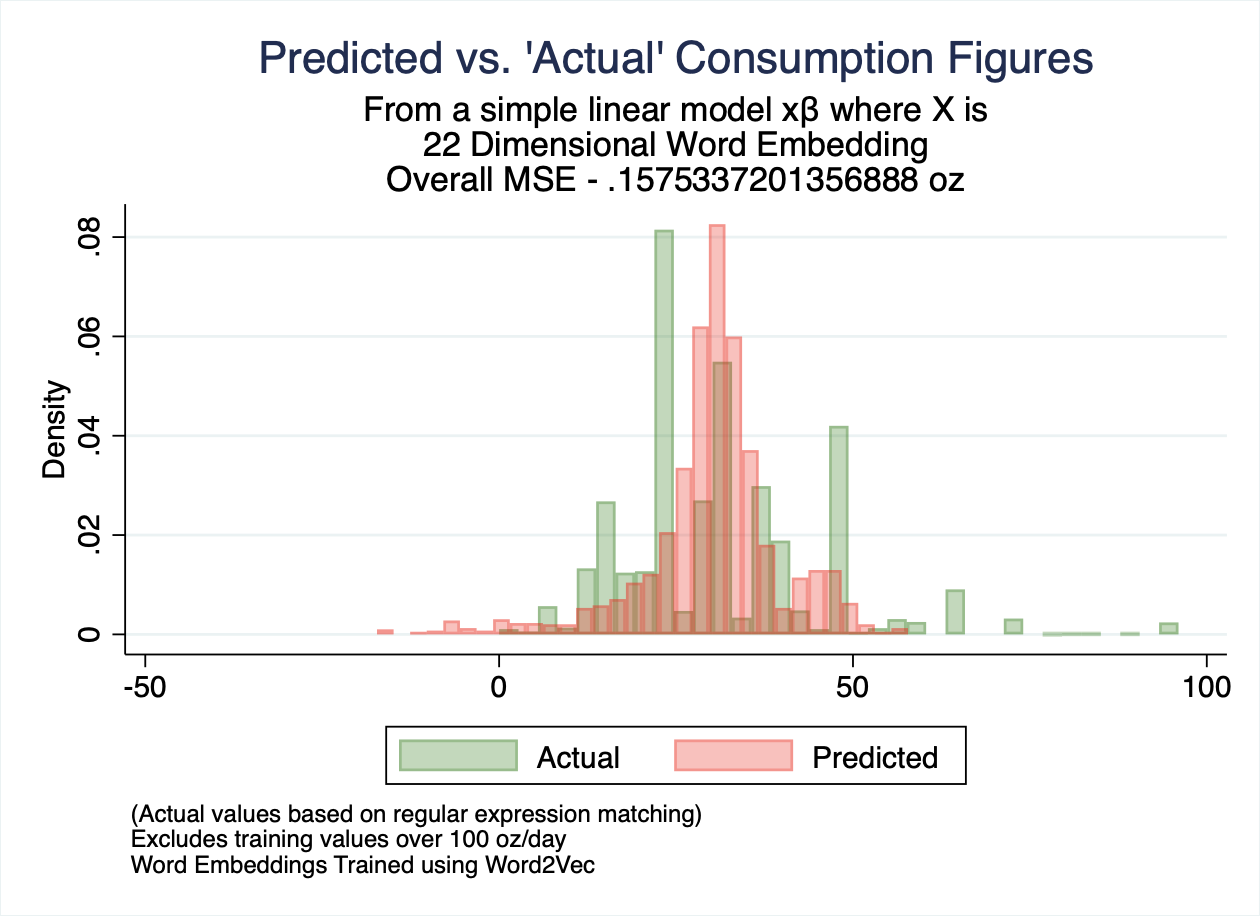 Predicted vs. 'Actual' Consumption Figures
From a simple linear model xβ where X is
22 Dimensional Word Embedding
Overall MSE - .1575337201356888 oz
Density
.08
.06
.04
.02
0
-50
0
50
100
Actual
Predicted
(Actual values based on regular expression matching)
Excludes training values over 100 oz/day
Word Embeddings Trained using Word2Vec